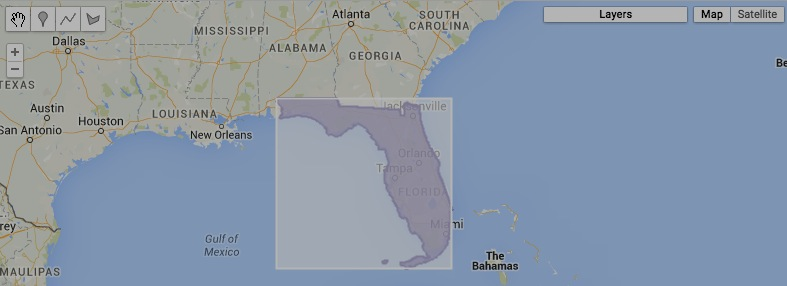 Layers
Map
Satellite
+
−
Atlanta
SOUTH
CAROLINA
MISSISSIPPI
Dallas
ALABAMA
GEORGIA
Be
TEXAS
Jacksonville
Austin
LOUISIANA
Houston
San Antonio
New Orleans
Orlando
Tampa
FLORIDA
Miami
rey
Gulf of
Mexico
The
Bahamas
MAULIPAS